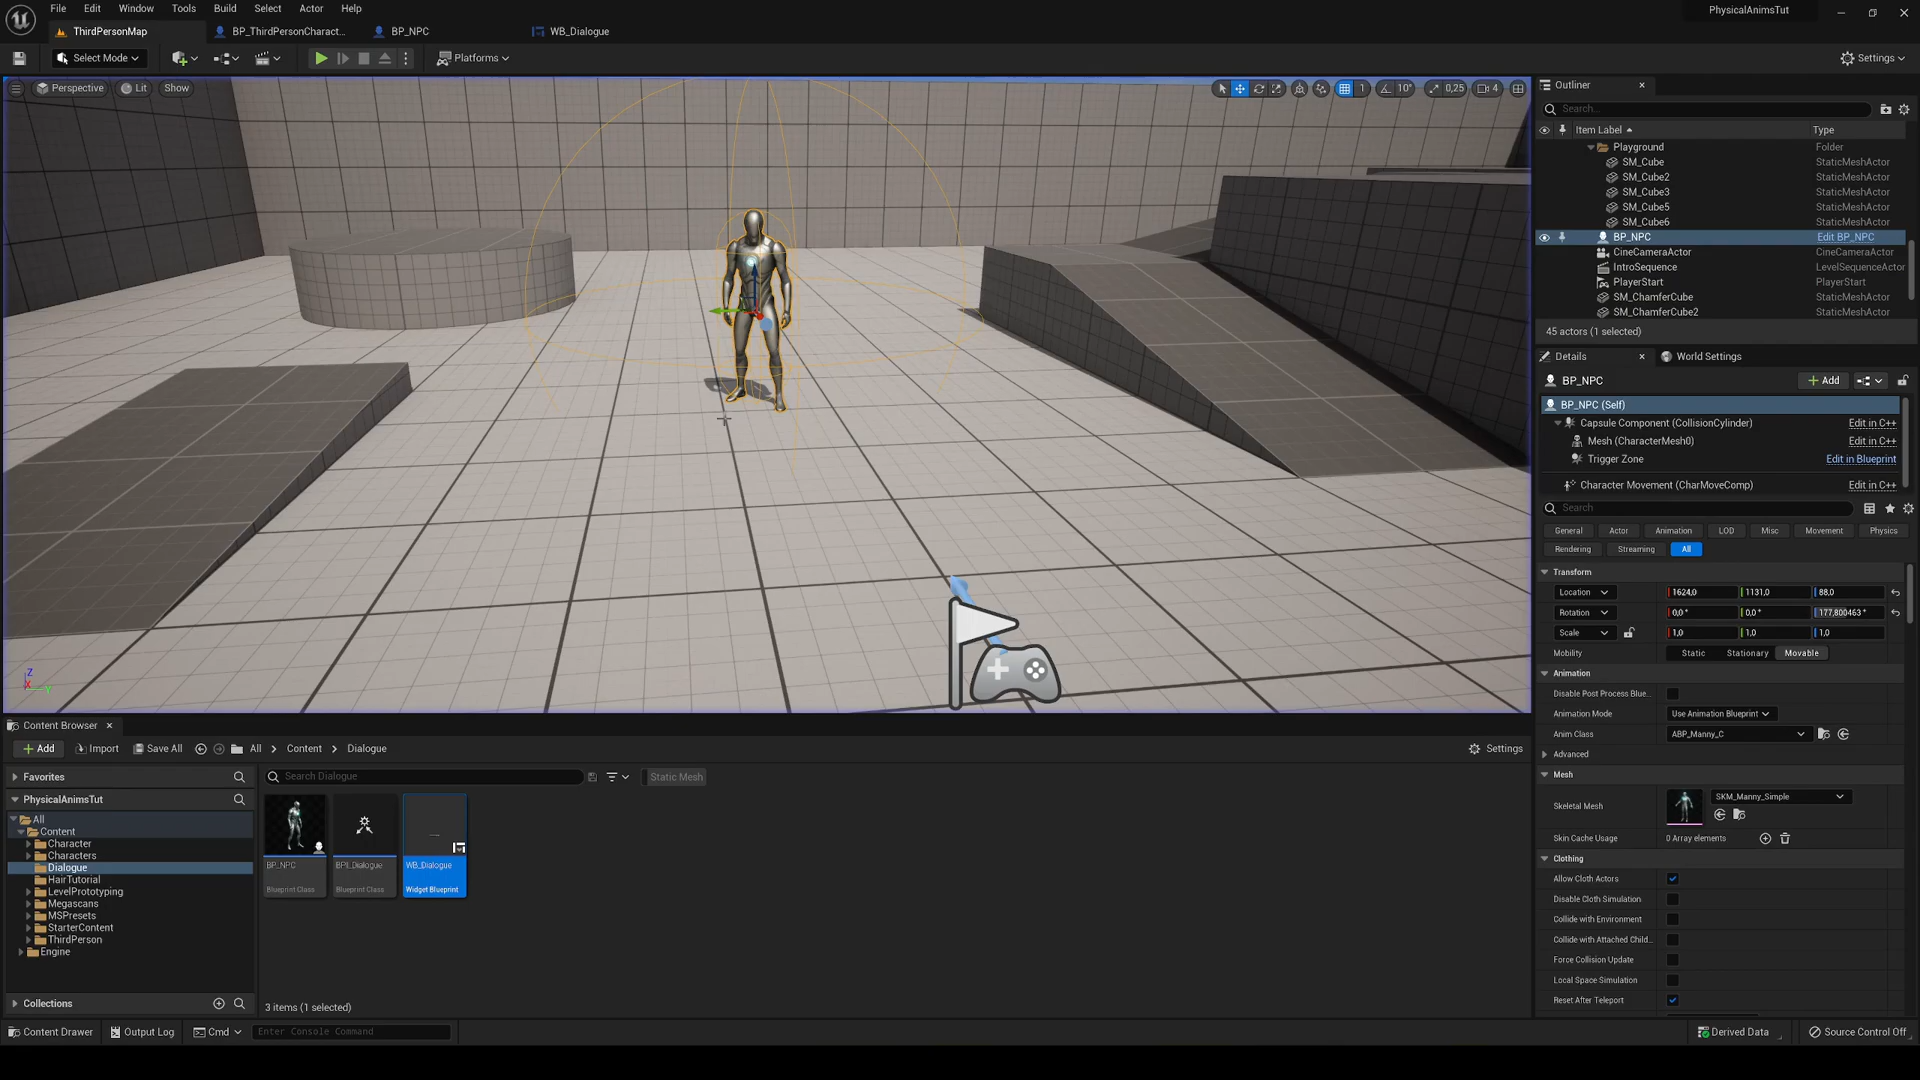 File Edit Window Tools Build Select Actor Help PhysicalAnimsTut
ThirdPersonMap BP_ThirdPersonCharact... BP_NPC WB_Dialogue
Select Mode Platforms Settings
Perspective Lit Show 1 10° 0,25 4
Outliner
Search...
Item Label Type
Playground Folder
SM_Cube StaticMeshActor
SM_Cube2 StaticMeshActor
SM_Cube3 StaticMeshActor
SM_Cube5 StaticMeshActor
SM_Cube6 StaticMeshActor
BP_NPC Edit BP_NPC
CineCameraActor CineCameraActor
IntroSequence LevelSequenceActor
PlayerStart PlayerStart
SM_ChamferCube StaticMeshActor
SM_ChamferCube2 StaticMeshActor
45 actors (1 selected)
Details World Settings
BP_NPC Add
BP_NPC (Self)
Capsule Component (CollisionCylinder) Edit in C++
Mesh (CharacterMesh0) Edit in C++
Trigger Zone Edit in Blueprint
Character Movement (CharMoveComp) Edit in C++
Search
General Actor Animation LOD Misc Movement Physics
Rendering Streaming All
Transform
Location 1624,0 1131,0 88,0
Rotation 0,0 ° 0,0 ° 177,800463 °
Scale 1,0 1,0 1,0
Mobility Static Stationary Movable
Animation
Disable Post Process Blue...
Animation Mode Use Animation Blueprint
Anim Class ABP_Manny_C
Advanced
Mesh
Skeletal Mesh SKM_Manny_Simple
Skin Cache Usage 0 Array elements
Clothing
Allow Cloth Actors
Disable Cloth Simulation
Collide with Environment
Collide with Attached Child...
Force Collision Update
Local Space Simulation
Reset After Teleport
Z
X
Y
Content Browser
Add Import Save All All Content Dialogue Settings
Favorites
PhysicalAnimsTut
All
Content
Character
Characters
Dialogue
HairTutorial
LevelPrototyping
Megascans
MSPresets
StarterContent
ThirdPerson
Engine
Collections
Search Dialogue Static Mesh
BP_NPC BPI_Dialogue WB_Dialogue
Blueprint Class Blueprint Class Widget Blueprint
3 items (1 selected)
Content Drawer Output Log Cmd Enter Console Command Derived Data Source Control Off